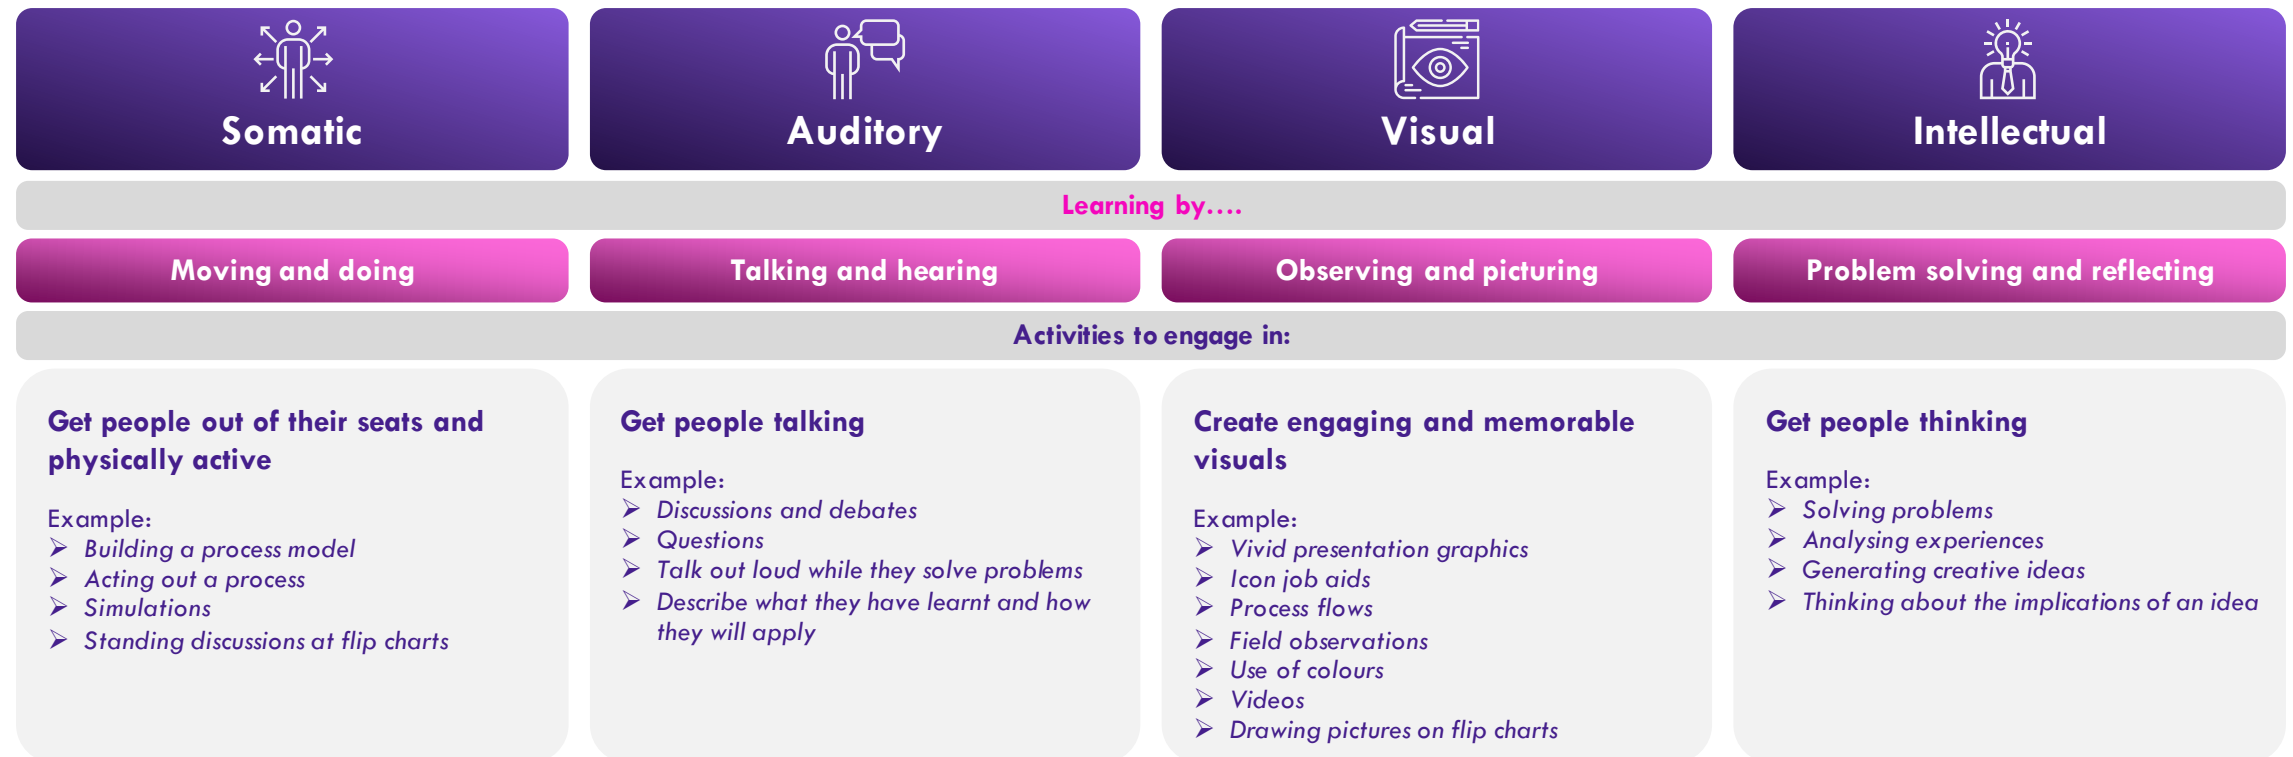 Somatic
Auditory
Visual
Intellectual
Learning by....
Moving and doing
Talking and hearing
Observing and picturing
Problem solving and reflecting
Activities to engage in:
Get people out of their seats and
physically active
Example:
➢ Building a process model
➢ Acting out a process
➢ Simulations
➢ Standing discussions at flip charts
Get people talking
Example:
➢ Discussions and debates
➢ Questions
➢ Talk out loud while they solve problems
➢ Describe what they have learnt and how
they will apply
Create engaging and memorable
visuals
Example:
➢ Vivid presentation graphics
➢ Icon job aids
➢ Process flows
➢ Field observations
➢ Use of colours
➢ Videos
➢ Drawing pictures on flip charts
Get people thinking
Example:
➢ Solving problems
➢ Analysing experiences
➢ Generating creative ideas
➢ Thinking about the implications of an idea